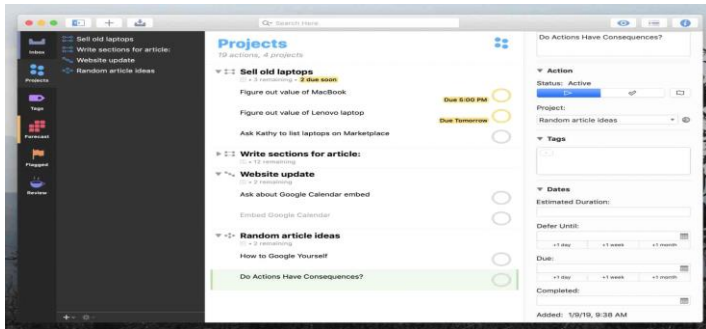 Search Here
Inbox
Projects
Tags
Forecast
Flagged
Review
Sell old laptops
Write sections for article:
Website update
Random article ideas
Projects
19 actions, 4 projects
Sell old laptops
3 remaining • 2 due soon
Figure out value of MacBook
Due 5:00 PM
Figure out value of Lenovo laptop
Due Tomorrow
Ask Kathy to list laptops on Marketplace
Write sections for article:
• 12 remaining
Website update
• 2 remaining
Ask about Google Calendar embed
Embed Google Calendar
Random article ideas
• 2 remaining
How to Google Yourself
Do Actions Have Consequences?
Do Actions Have Consequences?
Action
Status: Active
Project:
Random article ideas
Tags
Dates
Estimated Duration:
Defer Until:
+1 day +1 week +1 month
Due:
+1 day +1 week +1 month
Completed:
Added: 1/9/19, 9:38 AM